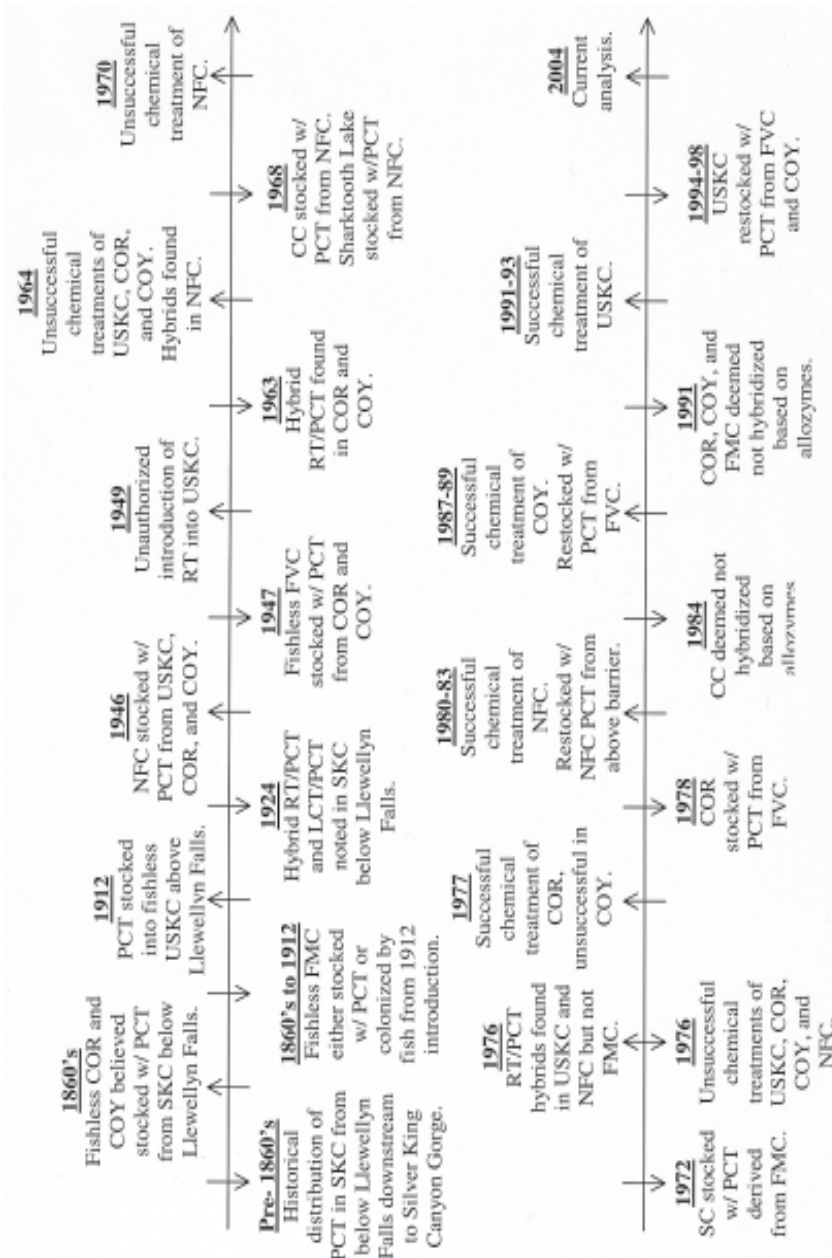 1860's
Fishless COR and
COY believed
stocked w/ PCT
from SKC below
Llewellyn Falls.
1912
PCT stocked
into fishless
USKC above
Llewellyn Falls.
1946
NFC stocked w/
PCT from USKC,
COR, and COY.
1949
Unauthorized
introduction of
RT into USKC.
1964
Unsuccessful
chemical
treatments of
USKC, COR,
and COY.
Hybrids found
in NFC.
1970
Unsuccessful
chemical
treatment of
NFC.
Pre- 1860's
Historical
distribution of
PCT in SKC from
below Llewellyn
Falls downstream
to Silver King
Canyon Gorge.
1860's to 1912
Fishless FMC
either stocked
w/ PCT or
colonized by
fish from 1912
introduction.
1924
Hybrid RT/PCT
and LCT/PCT
noted in SKC
below Llewellyn
Falls.
1947
Fishless FVC
stocked w/ PCT
from COR and
COY.
1963
Hybrid
RT/PCT found
in COR and
COY.
1968
CC stocked w/
PCT from NFC.
Sharktooth Lake
stocked w/PCT
from NFC.
1976
RT/PCT
hybrids found
in USKC and
NFC but not
FMC.
1977
Successful
chemical
treatment of
COR,
unsuccessful in
COY.
1980-83
Successful
chemical
treatment of
NFC.
Restocked w/
NFC PCT from
above barrier.
1987-89
Successful
chemical
treatment of
COY.
Restocked w/
PCT from
FVC.
1991-93
Successful
chemical
treatment of
USKC.
2004
Current
analysis.
1972
SC stocked
w/ PCT
derived
from FMC.
1976
Unsuccessful
chemical
treatments of
USKC, COR,
COY, and
NFC.
1978
COR
stocked w/
PCT from
FVC.
1984
CC deemed not
hybridized
based on
allozymes
1991
COR, COY, and
FMC deemed
not hybridized
based on
allozymes.
1994-98
USKC
restocked w/
PCT from FVC
and COY.